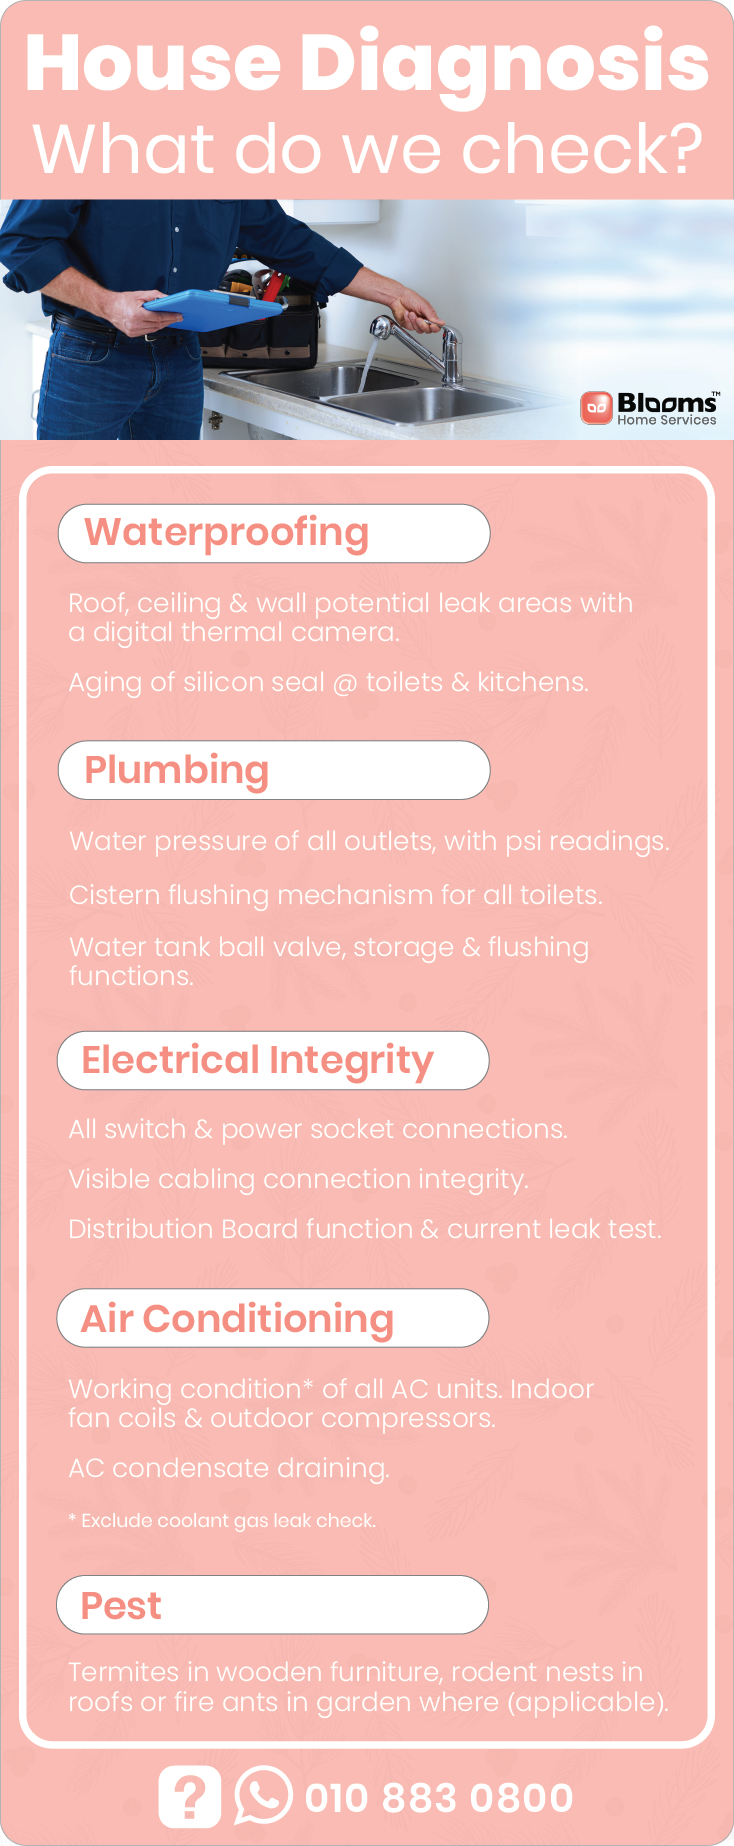 House Diagnosis
What do we check?
Blooms™
Home Services
Waterproofing
Roof, ceiling & wall potential leak areas with
a digital thermal camera.
Aging of silicon seal @ toilets & kitchens.
Plumbing
Water pressure of all outlets, with psi readings.
Cistern flushing mechanism for all toilets.
Water tank ball valve, storage & flushing
functions.
Electrical Integrity
All switch & power socket connections.
Visible cabling connection integrity.
Distribution Board function & current leak test.
Air Conditioning
Working condition* of all AC units. Indoor
fan coils & outdoor compressors.
AC condensate draining.
* Exclude coolant gas leak check.
Pest
Termites in wooden furniture, rodent nests in
roofs or fire ants in garden where (applicable).
? 010 883 0800